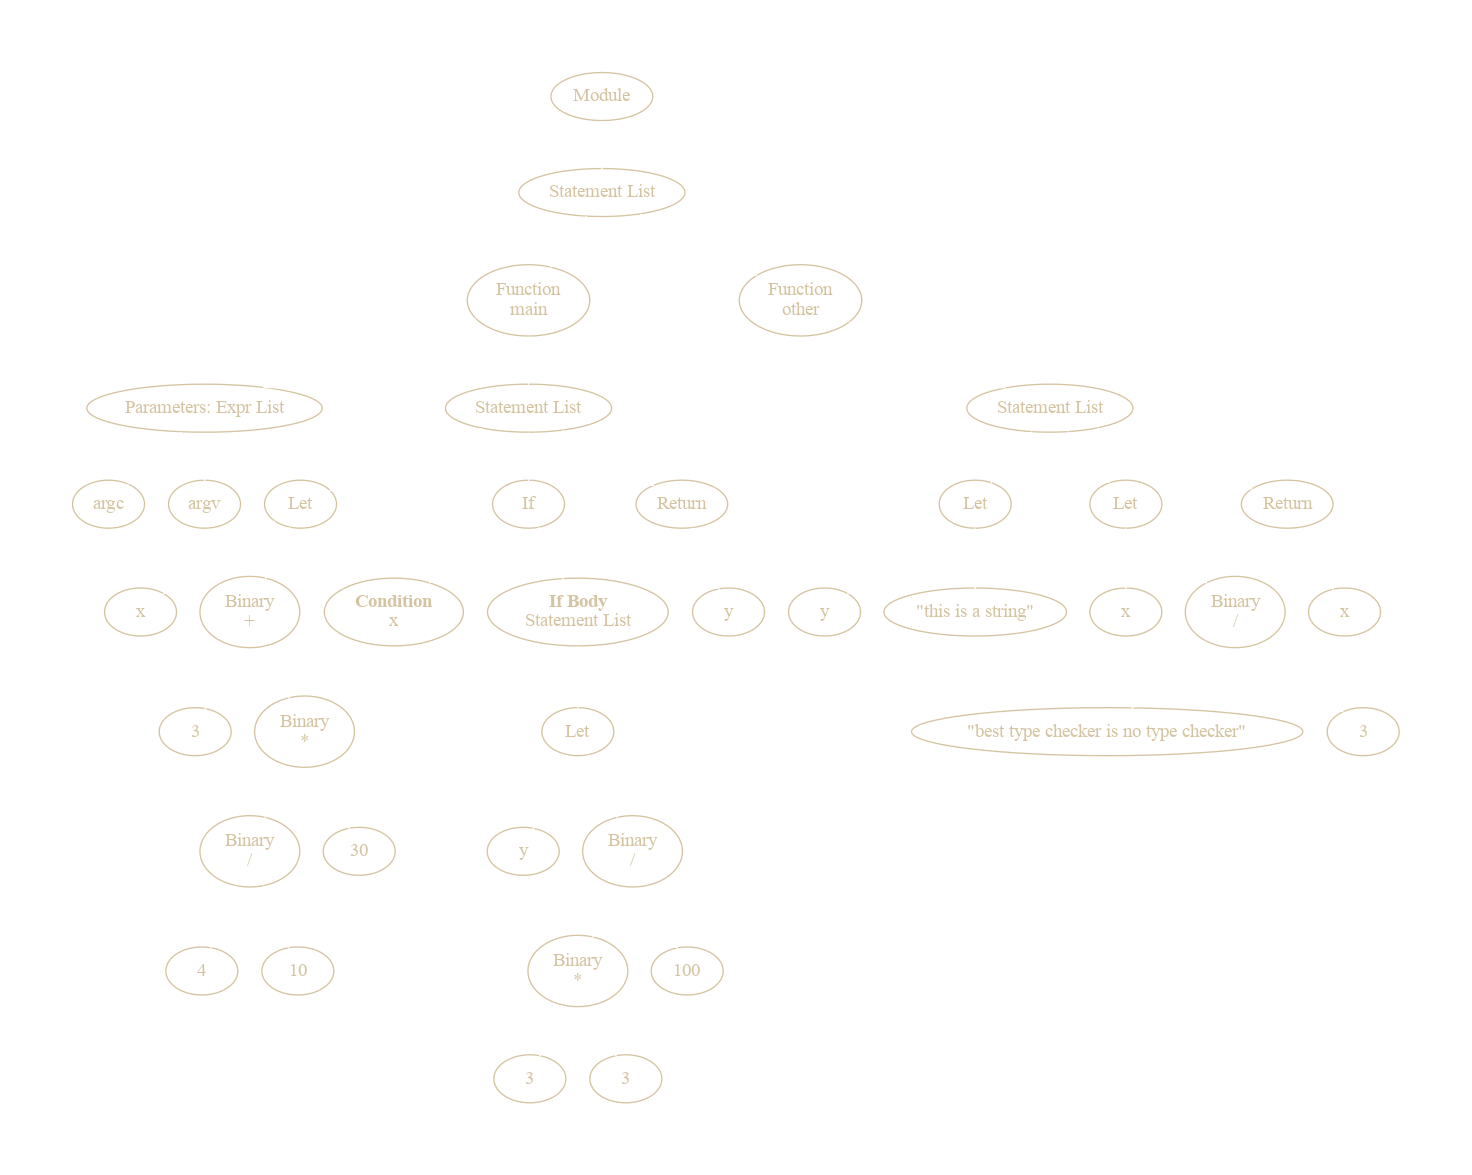 Module
Statement List
Function
main
Function
other
Parameters: Expr List
Statement List
Statement List
argc
argv
Let
If
Return
Let
Let
Return
x
Binary
+
Condition
x
If Body
Statement List
y
y
"this is a string"
x
Binary
/
x
3
Binary
*
Let
"best type checker is no type checker"
3
Binary
/
30
y
Binary
/
4
10
Binary
*
100
3
3